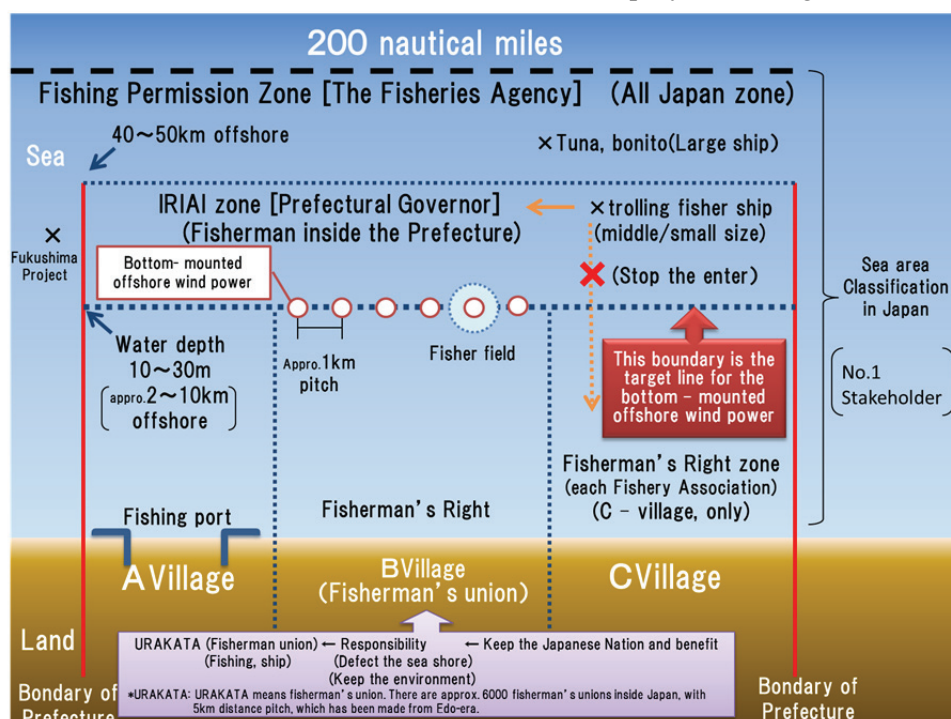 200 nautical miles
Fishing Permission Zone [The Fisheries Agency] (All Japan zone)
40～50km offshore
Sea
×Tuna, bonito(Large ship)
IRIAI zone [Prefectural Governor]
(Fisherman inside the Prefecture)
×trolling fisher ship
(middle/small size)
×
Fukushima
Project
Bottom- mounted
offshore wind power
(Stop the enter)
Sea area
Classification
in Japan
Water depth
10～30m
(appro.2～10km)
offshore
Appro.1km
pitch
Fisher field
This boundary is the
target line for the
bottom - mounted
offshore wind power
No.1
Stakeholder
Fisherman's Right zone
(each Fishery Association)
(C - village, only)
Fishing port
Fisherman's Right
A Village
BVillage
(Fisherman's union)
CVillage
Land
URAKATA (Fisherman union) ← Responsibility ← Keep the Japanese Nation and benefit
(Fishing, ship) (Defect the sea shore)
(Keep the environment)
*URAKATA: URAKATA means fisherman's union. There are approx. 6000 fisherman's unions inside Japan, with
5km distance pitch, which has been made from Edo-era.
Bondary of
Prefecture
Bondary of
Prefecture